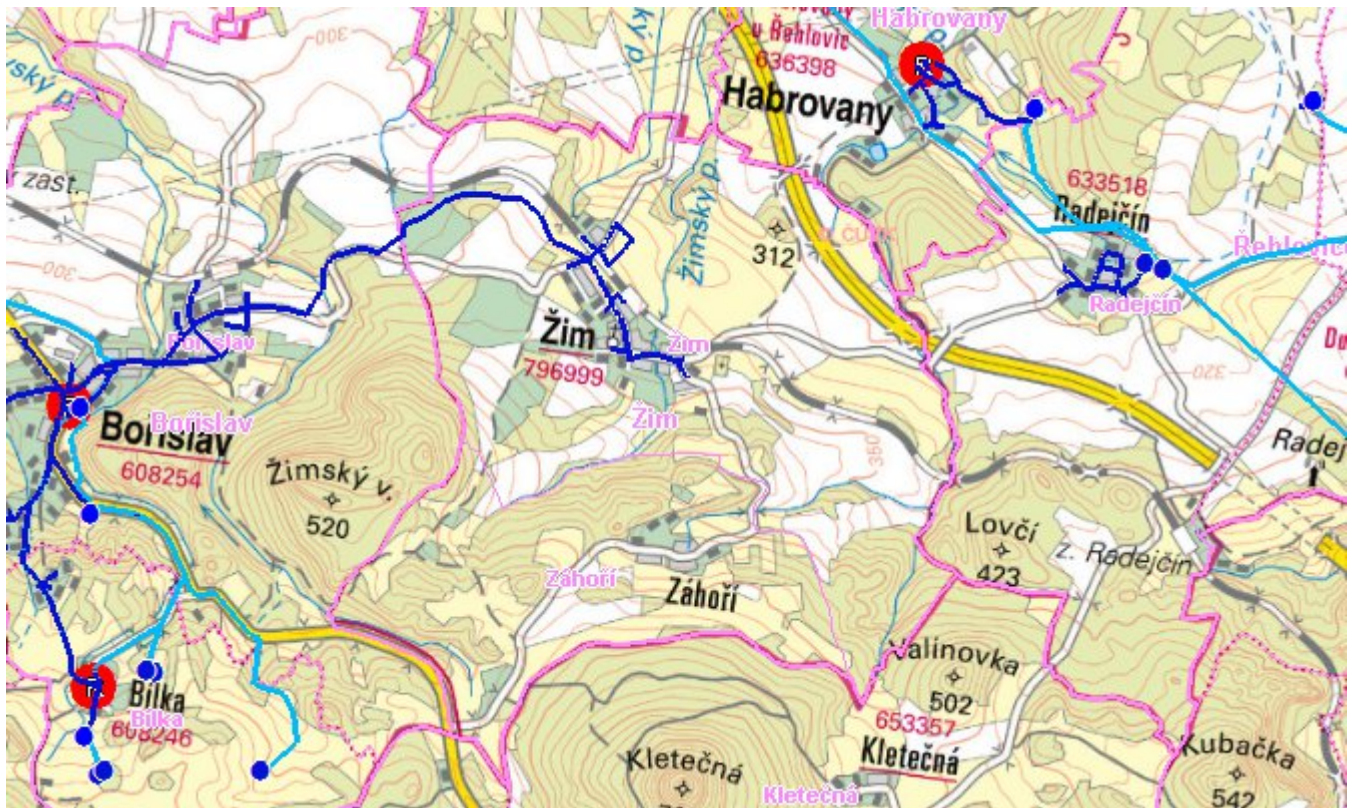 Habrovany
u Řehlovic
636398
300
ský p.
vský p.
Habrovany
633518
Radejčín
zast.
Žimský p.
312
Řehlovice
Radejčín
300
Žim
Žim
796999
320
Bořislav
Žim
Bořislav
Bořislav
608254
Žimský v.
520
350
Radej
Lovčí
423
z. Radejčín
Záhoří
Záhoří
Valinovka
502
Bílka
Bílka
608246
653357
Kletečná
Kletečná
Kletečná
Kubačka
542